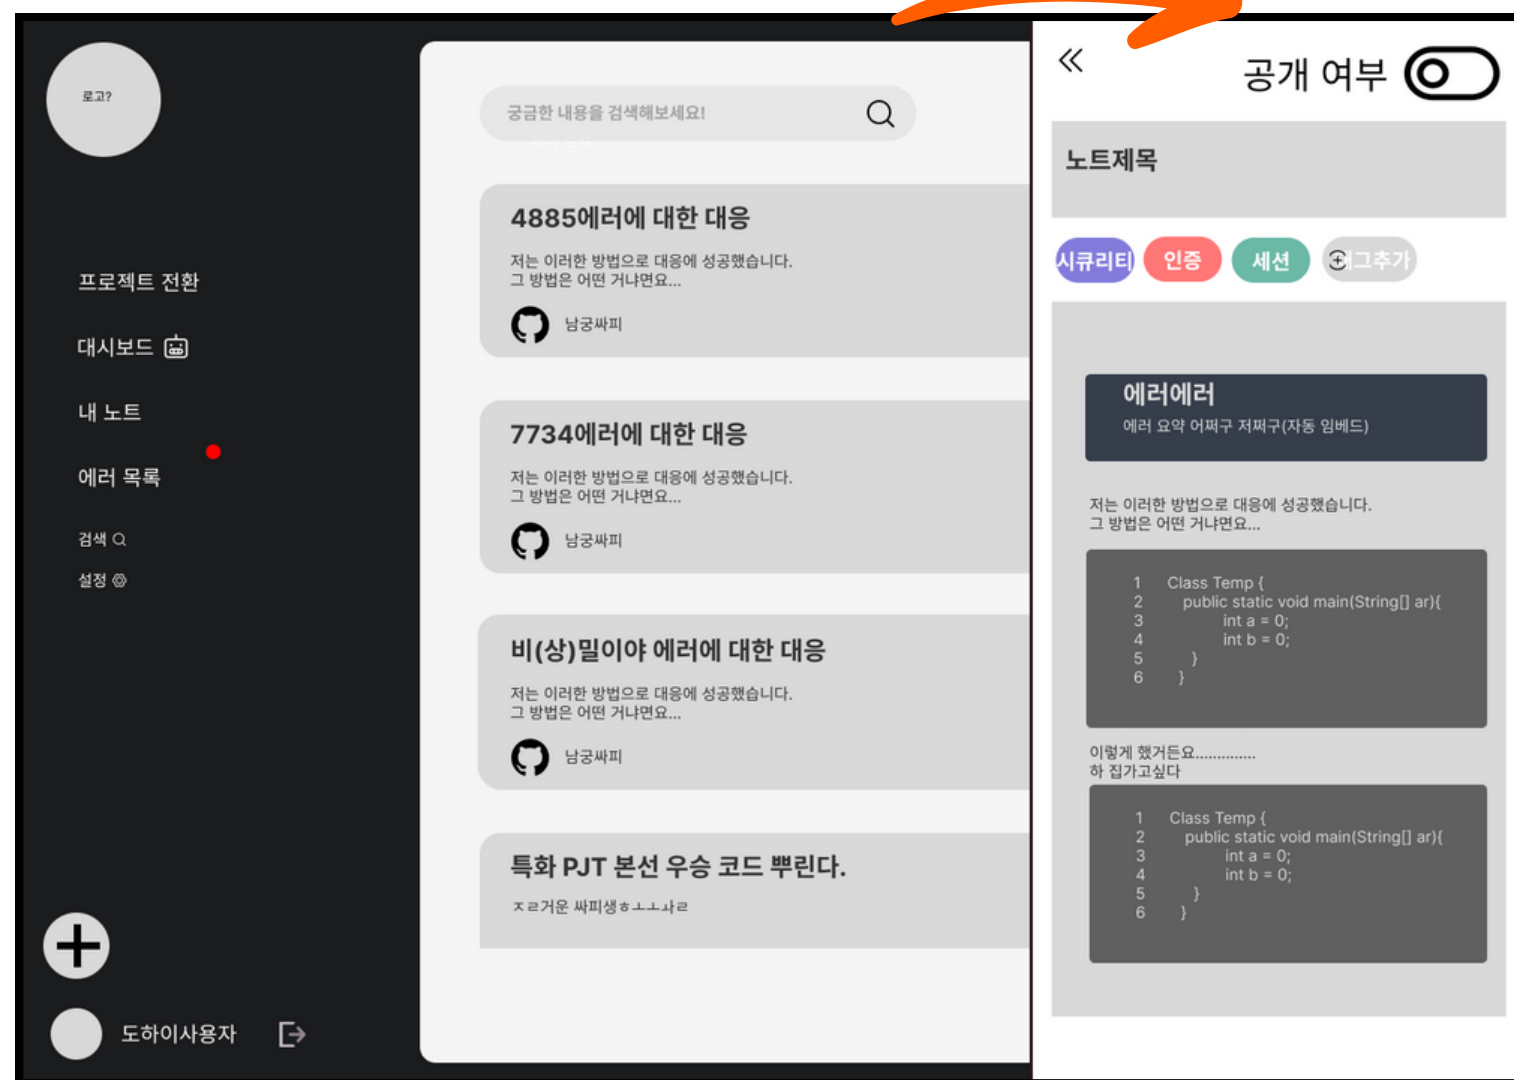 로고?
프로젝트 전환
대시보드
내 노트
에러 목록
검색
설정
도하이사용자
궁금한 내용을 검색해보세요!
4885에러에 대한 대응
저는 이러한 방법으로 대응에 성공했습니다.
그 방법은 어떤 거냐면요...
남궁싸피
7734에러에 대한 대응
저는 이러한 방법으로 대응에 성공했습니다.
그 방법은 어떤 거냐면요...
남궁싸피
비(상)밀이야 에러에 대한 대응
저는 이러한 방법으로 대응에 성공했습니다.
그 방법은 어떤 거냐면요...
남궁싸피
특화 PJT 본선 우승 코드 뿌린다.
ㅈㄹ거운 싸피생ㅎㅗㅗㅘㄹ
공개 여부
노트제목
시큐리티 인증 세션
에러에러
에러 요약 어쩌구 저쩌구(자동 임베드)
저는 이러한 방법으로 대응에 성공했습니다.
그 방법은 어떤 거냐면요...
1 Class Temp {
2 public static void main(String[] ar){
3 int a = 0;
4 int b = 0;
5 }
6 }
이렇게 했거든요...............
하 집가고싶다
1 Class Temp {
2 public static void main(String[] ar){
3 int a = 0;
4 int b = 0;
5 }
6 }